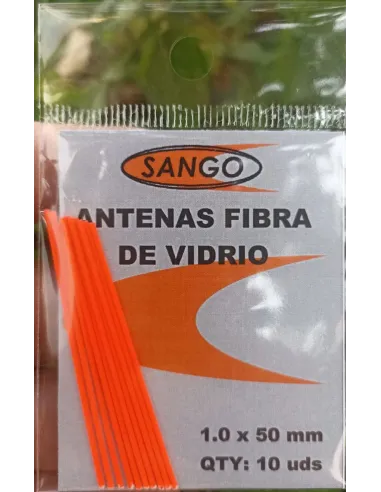 SANGO
ANTENAS FIBRA
DE VIDRIO
1.0 x 50 mm
QTY: 10 uds